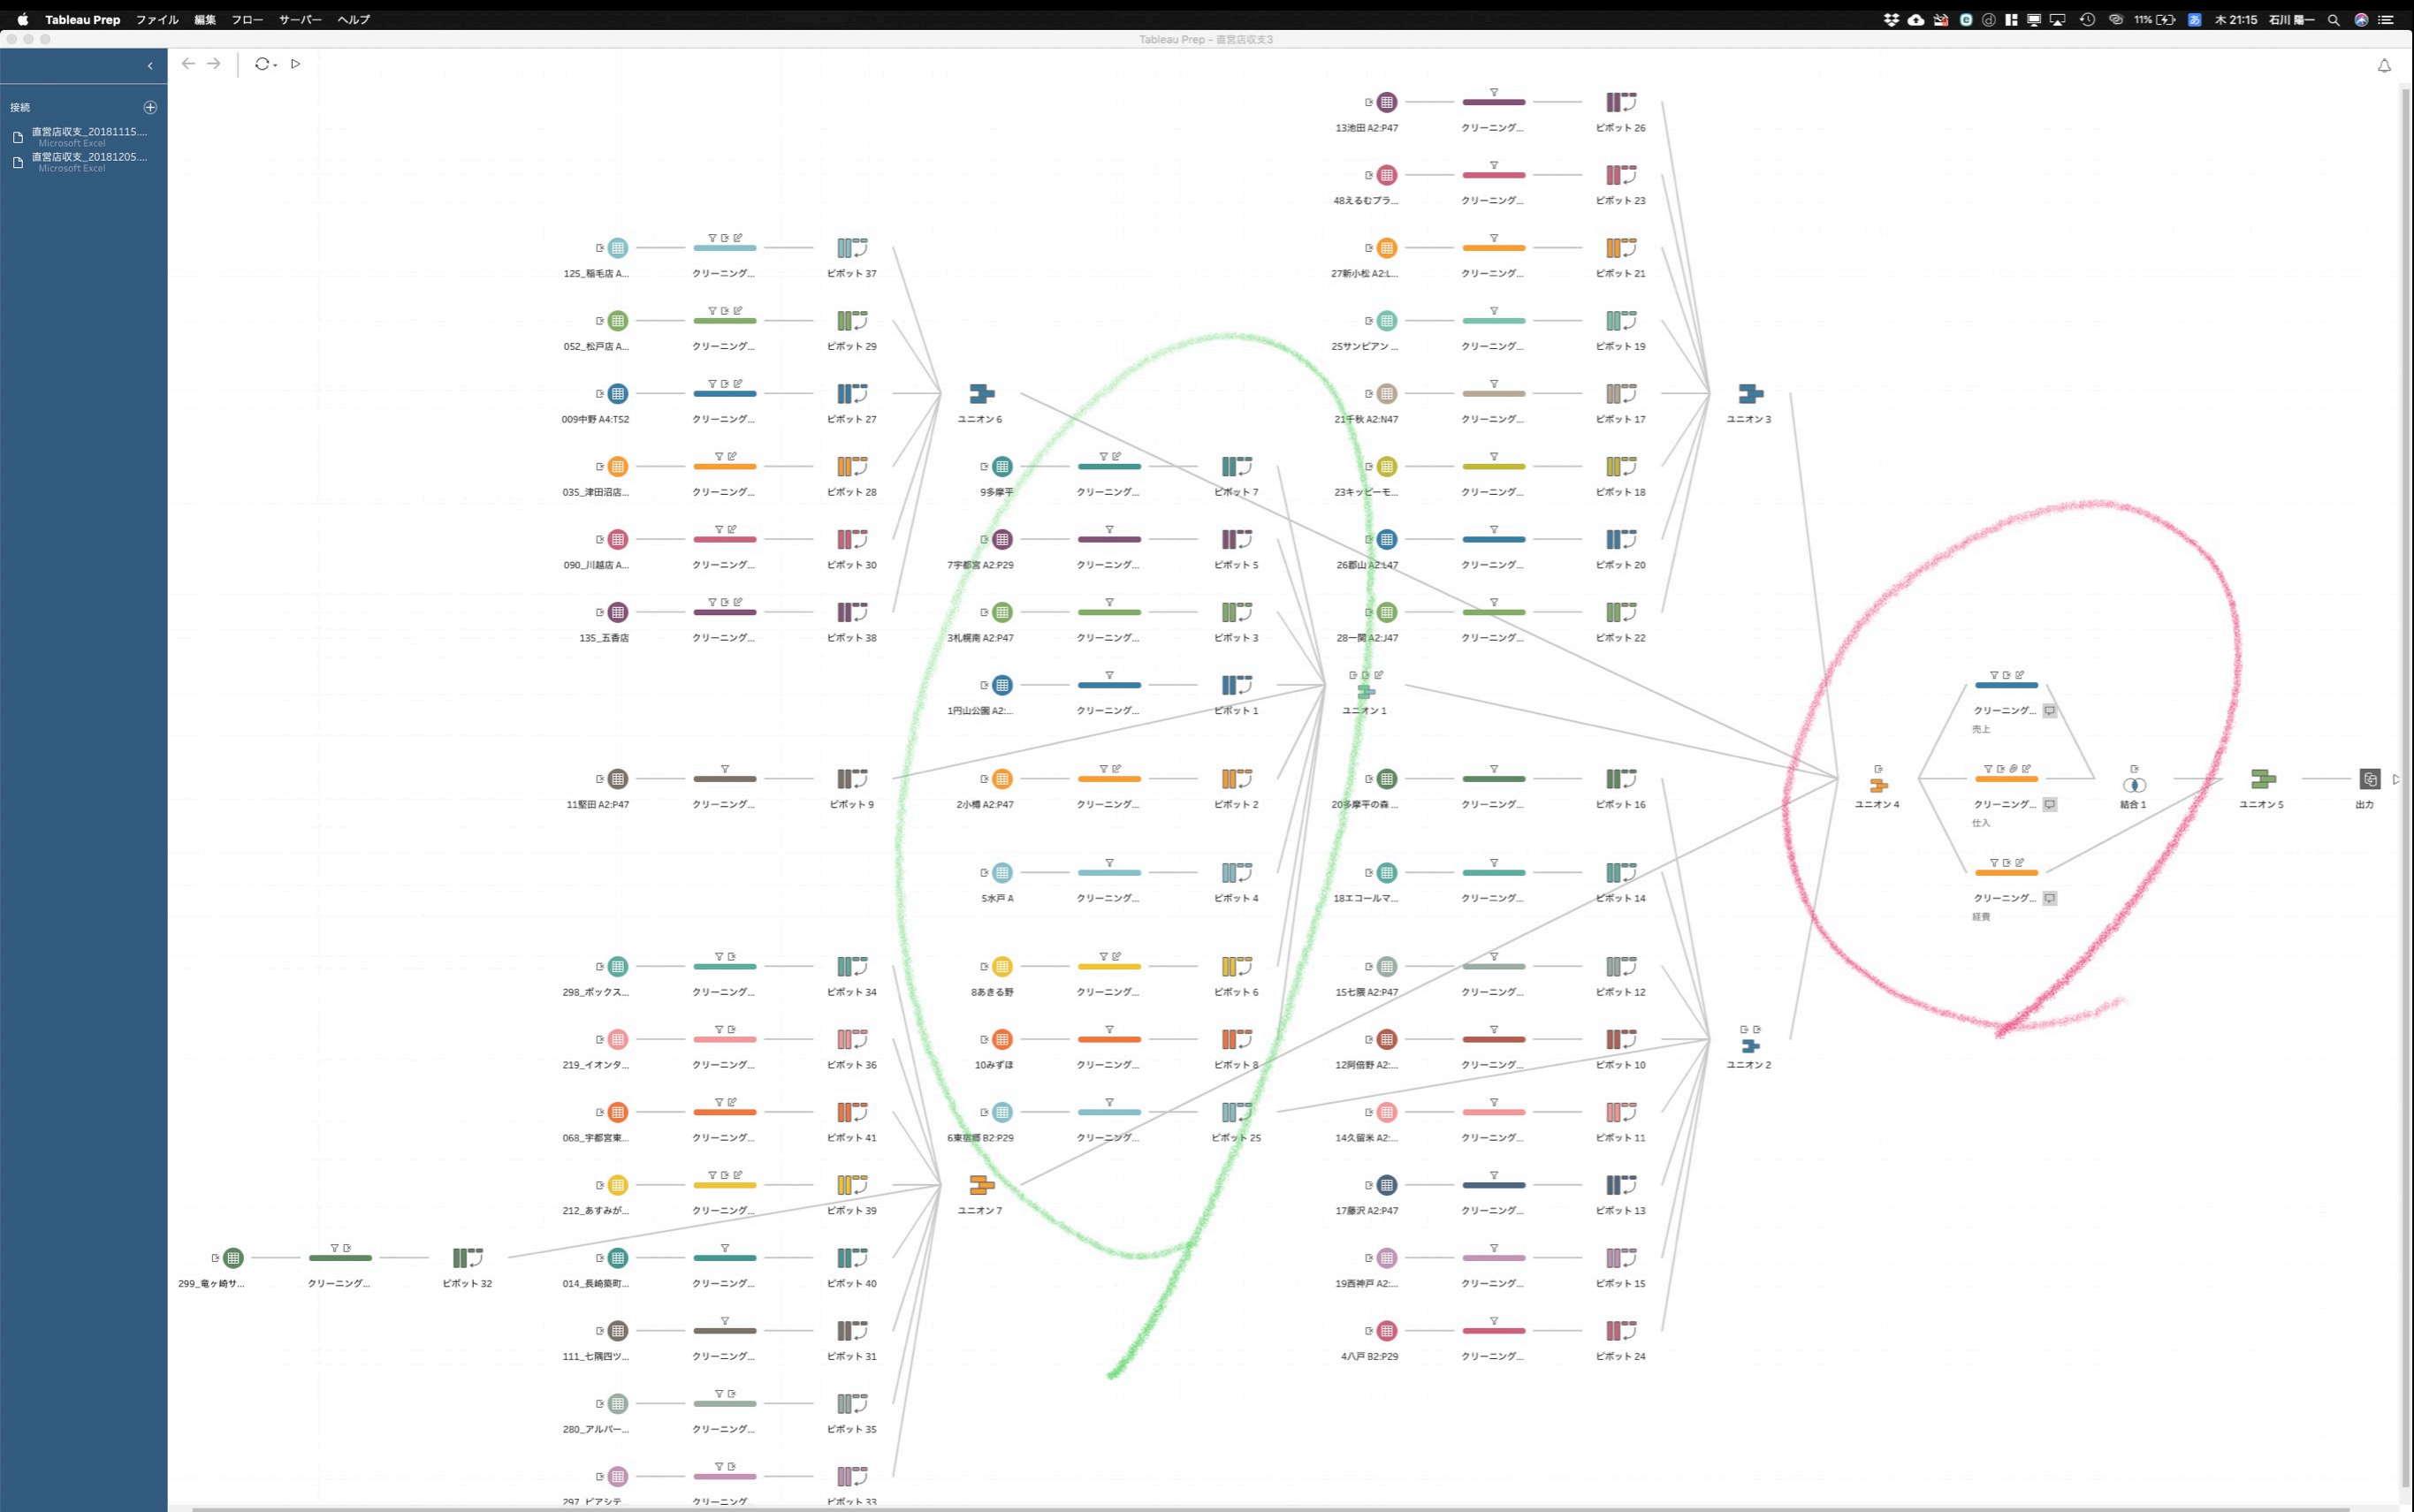 Tableau Prep ファイル 編集 フロー サーバー ヘルプ
11% あ 木 21:15 石川 陽一
Tableau Prep - 直営店収支3
接続
直営店収支_20181115....
Microsoft Excel
直営店収支_20181205....
Microsoft Excel
13池田 A2:P47 クリーニング... ピボット 26
48えるむプラ... クリーニング... ピボット 23
125_稲毛店 A... クリーニング... ピボット 37 27新小松 A2:L... クリーニング... ピボット 21
052_松戸店 A... クリーニング... ピボット 29 25サンピアン ... クリーニング... ピボット 19
009中野 A4:T52 クリーニング... ピボット 27 ユニオン 6 21千秋 A2:N47 クリーニング... ピボット 17 ユニオン 3
035_津田沼店... クリーニング... ピボット 28 9多摩平 クリーニング... ピボット 7 23キッピーモ... クリーニング... ピボット 18
090_川越店 A... クリーニング... ピボット 30 7宇都宮 A2:P29 クリーニング... ピボット 5 26郡山 A2:L47 クリーニング... ピボット 20
135_五香店 クリーニング... ピボット 38 3札幌南 A2:P47 クリーニング... ピボット 3 28一関 A2:J47 クリーニング... ピボット 22
1円山公園 A2:... クリーニング... ピボット 1 ユニオン 1 クリーニング...
売上
11堅田 A2:P47 クリーニング... ピボット 9 2小樽 A2:P47 クリーニング... ピボット 2 20多摩平の森 ... クリーニング... ピボット 16 ユニオン 4 クリーニング... 結合 1 ユニオン 5 出力
仕入
5水戸 A クリーニング... ピボット 4 18エコールマ... クリーニング... ピボット 14 クリーニング...
経費
298_ボックス... クリーニング... ピボット 34 8あきる野 クリーニング... ピボット 6 15七隈 A2:P47 クリーニング... ピボット 12
219_イオンタ... クリーニング... ピボット 36 10みずほ クリーニング... ピボット 8 12阿倍野 A2:... クリーニング... ピボット 10 ユニオン 2
068_宇都宮東... クリーニング... ピボット 41 6東宿郷 B2:P29 クリーニング... ピボット 25 14久留米 A2:... クリーニング... ピボット 11
212_あすみが... クリーニング... ピボット 39 ユニオン 7 17藤沢 A2:P47 クリーニング... ピボット 13
299_竜ヶ崎サ... クリーニング... ピボット 32 014_長崎築町... クリーニング... ピボット 40 19西神戸 A2:... クリーニング... ピボット 15
111_七隈四ツ... クリーニング... ピボット 31 4八戸 B2:P29 クリーニング... ピボット 24
280_アルパー... クリーニング... ピボット 35
297_ピアシテ... クリーニング... ピボット 33